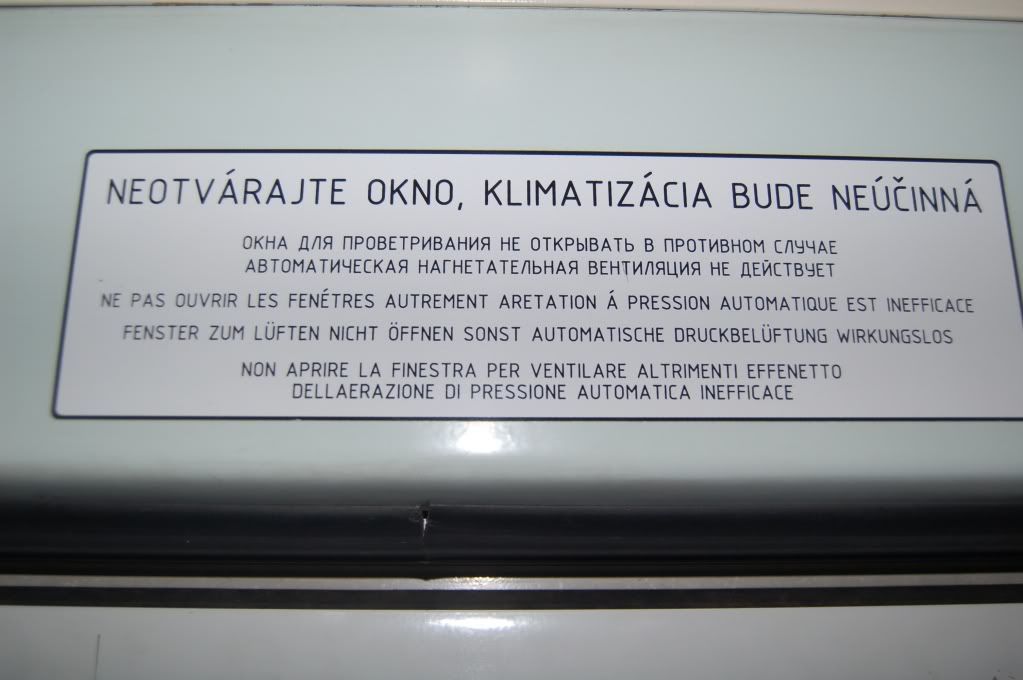 NEOTVÁRAJTE OKNO, KLIMATIZÁCIA BUDE NEÚČINNÁ
ОКНА ДЛЯ ПРОВЕТРИВАНИЯ НЕ ОТКРЫВАТЬ В ПРОТИВНОМ СЛУЧАЕ
АВТОМАТИЧЕСКАЯ НАГНЕТАТЕЛЬНАЯ ВЕНТИЛЯЦИЯ НЕ ДЕЙСТВУЕТ
NE PAS OUVRIR LES FENÉTRES AUTREMENT ARETATION Á PRESSION AUTOMATIQUE EST INEFFICACE
FENSTER ZUM LÜFTEN NICHT ÖFFNEN SONST AUTOMATISCHE DRUCKBELÜFTUNG WIRKUNGSLOS
NON APRIRE LA FINESTRA PER VENTILARE ALTRIMENTI EFFENETTO
DELLAERAZIONE DI PRESSIONE AUTOMATICA INEFFICACE